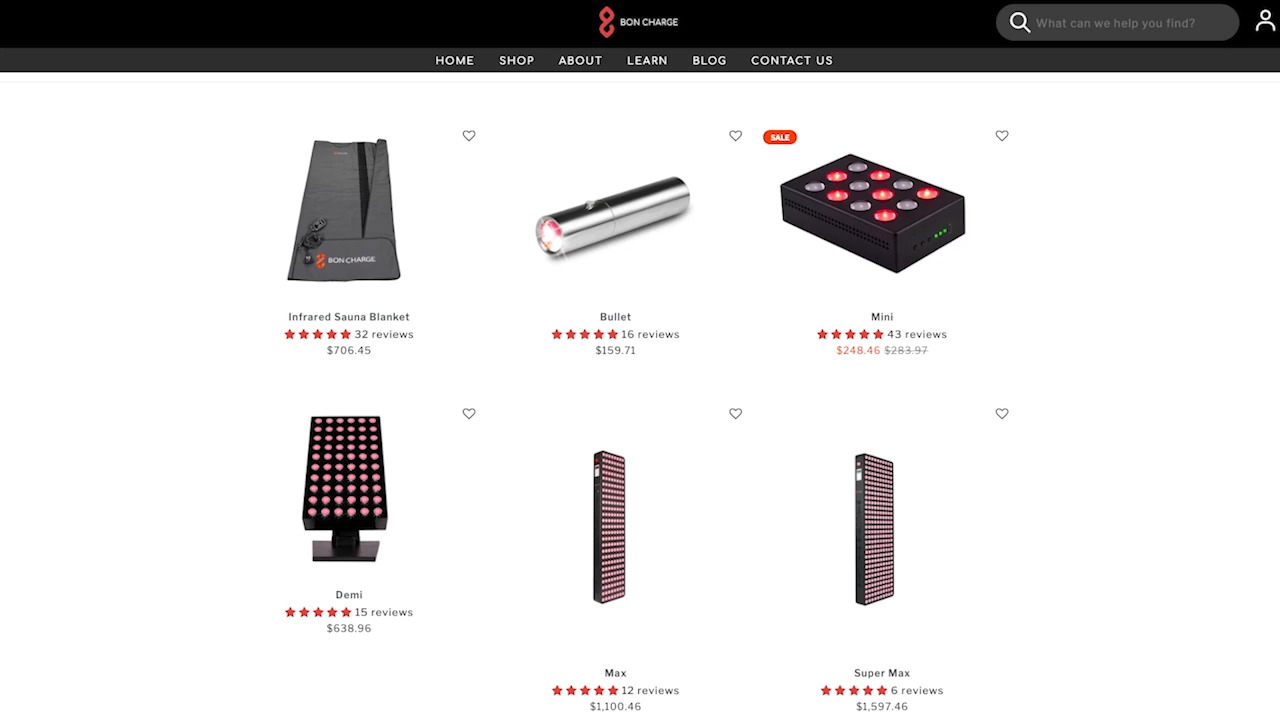 BON CHARGE
What can we help you find?
HOME SHOP ABOUT LEARN BLOG CONTACT US
SALE
BON CHARGE
Infrared Sauna Blanket
32 reviews
$706.45
Bullet
16 reviews
$159.71
Mini
43 reviews
$248.46 $283.97
Demi
15 reviews
$638.96
Max
12 reviews
$1,100.46
Super Max
6 reviews
$1,597.46